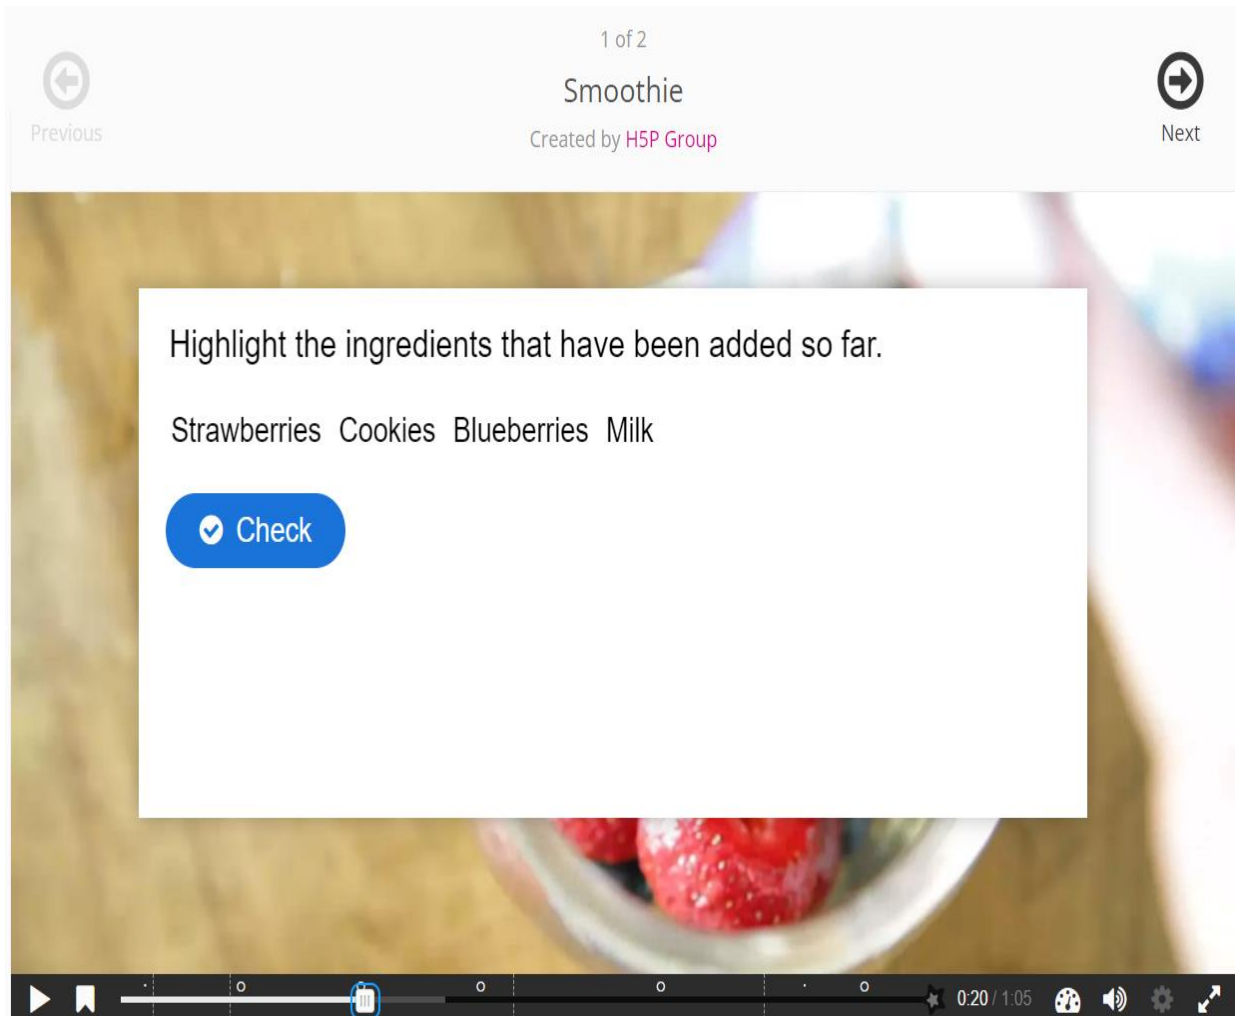 1 of 2
Smoothie
Created by H5P Group
Previous
Next
Highlight the ingredients that have been added so far.
Strawberries Cookies Blueberries Milk
Check
0:20 / 1:05